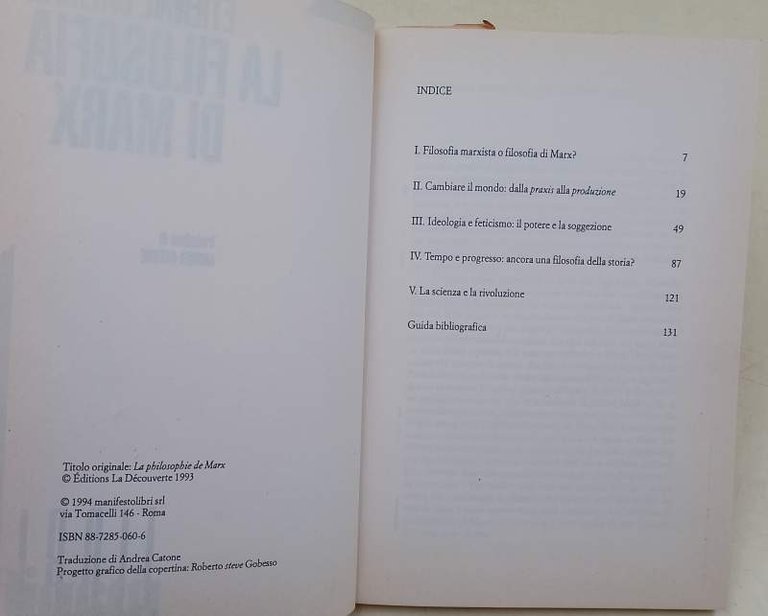 Titolo originale: La philosophie de Marx
© Éditions La Découverte 1993
© 1994 manifestolibri srl
via Tomacelli 146 - Roma
ISBN 88-7285-060-6
Traduzione di Andrea Catone
Progetto grafico della copertina: Roberto steve Gobesso
INDICE
I. Filosofia marxista o filosofia di Marx? 7
II. Cambiare il mondo: dalla praxis alla produzione 19
III. Ideologia e feticismo: il potere e la soggezione 49
IV. Tempo e progresso: ancora una filosofia della storia? 87
V. La scienza e la rivoluzione 121
Guida bibliografica 131